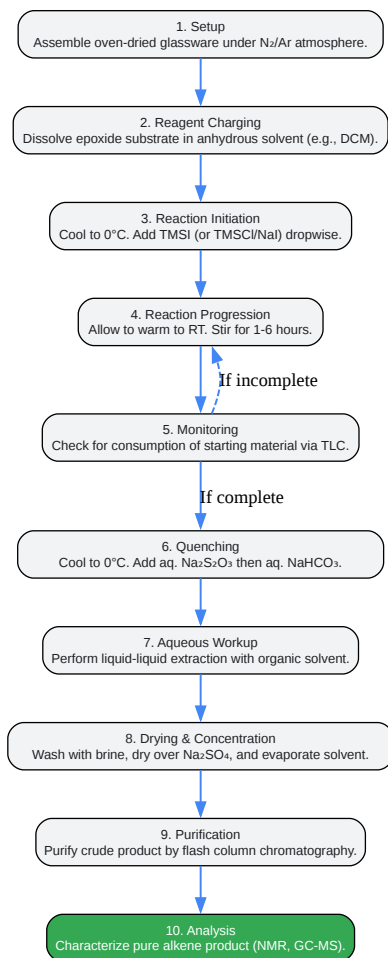 1. Setup
Assemble oven-dried glassware under N₂/Ar atmosphere.
2. Reagent Charging
Dissolve epoxide substrate in anhydrous solvent (e.g., DCM).
3. Reaction Initiation
Cool to 0°C. Add TMSI (or TMSCl/NaI) dropwise.
4. Reaction Progression
Allow to warm to RT. Stir for 1-6 hours.
If incomplete
5. Monitoring
Check for consumption of starting material via TLC.
If complete
6. Quenching
Cool to 0°C. Add aq. Na₂S₂O₃ then aq. NaHCO₃.
7. Aqueous Workup
Perform liquid-liquid extraction with organic solvent.
8. Drying & Concentration
Wash with brine, dry over Na₂SO₄, and evaporate solvent.
9. Purification
Purify crude product by flash column chromatography.
10. Analysis
Characterize pure alkene product (NMR, GC-MS).